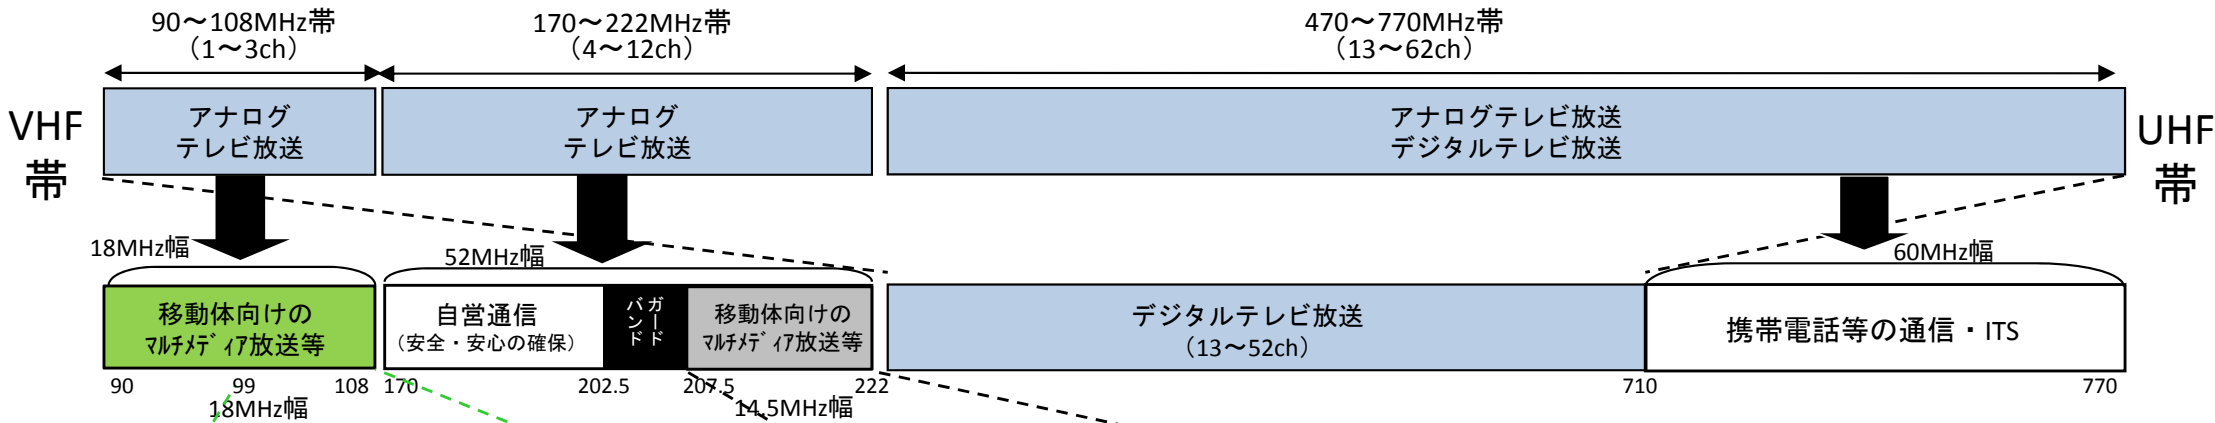 90～108MHz帯
（1～3ch）
170～222MHz帯
（4～12ch）
470～770MHz帯
（13～62ch）
VHF
帯
アナログ
テレビ放送
アナログ
テレビ放送
アナログテレビ放送
デジタルテレビ放送
UHF
帯
18MHz幅
52MHz幅
60MHz幅
移動体向けの
ﾏﾙﾁﾒﾃﾞｨｱ放送等
自営通信
（安全・安心の確保）
ガード
バンド
移動体向けの
ﾏﾙﾁﾒﾃﾞｨｱ放送等
デジタルテレビ放送
（13～52ch）
携帯電話等の通信・ITS
90 99 108 170 202.5 207.5 222 710 770
18MHz幅
14.5MHz幅